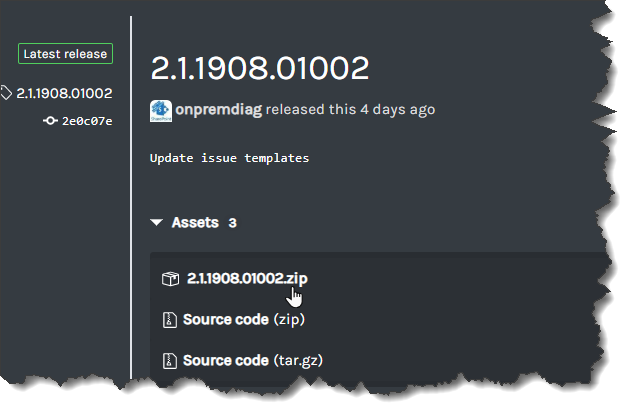 Latest release
2.1.1908.01002
2e0c07e
2.1.1908.01002
onpremdiag released this 4 days ago
Update issue templates
Assets 3
2.1.1908.01002.zip
Source code (zip)
Source code (tar.gz)